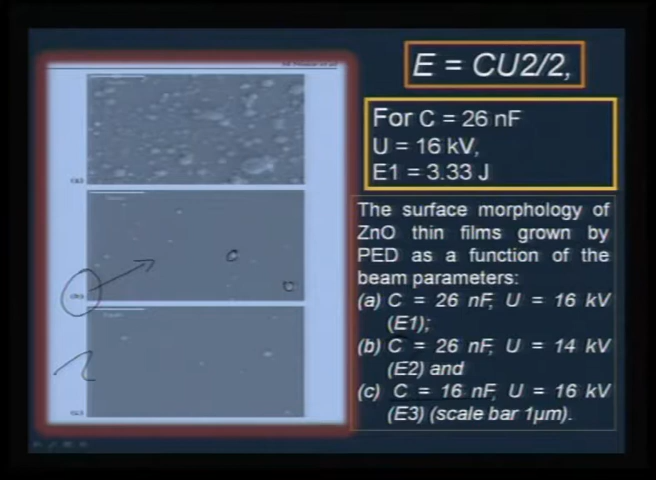 E = CU2/2,
For C = 26 nF
U = 16 kV,
E1 = 3.33 J
The surface morphology of
ZnO thin films grown by
PED as a function of the
beam parameters:
(a) C = 26 nF, U = 16 kV
(E1);
(b) C = 26 nF, U = 14 kV
(E2) and
(c) C = 16 nF, U = 16 kV
(E3) (scale bar 1µm).